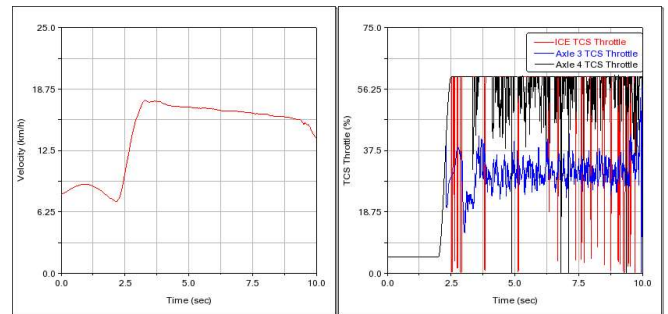 25.0
18.75
12.5
6.25
0.0
Velocity (km/h)
0.0
2.5
5.0
7.5
10.0
Time (sec)
75.0
56.25
37.5
18.75
0.0
TCS Throttle (%)
ICE TCS Throttle
Axle 3 TCS Throttle
Axle 4 TCS Throttle
0.0
2.5
5.0
7.5
10.0
Time (sec)